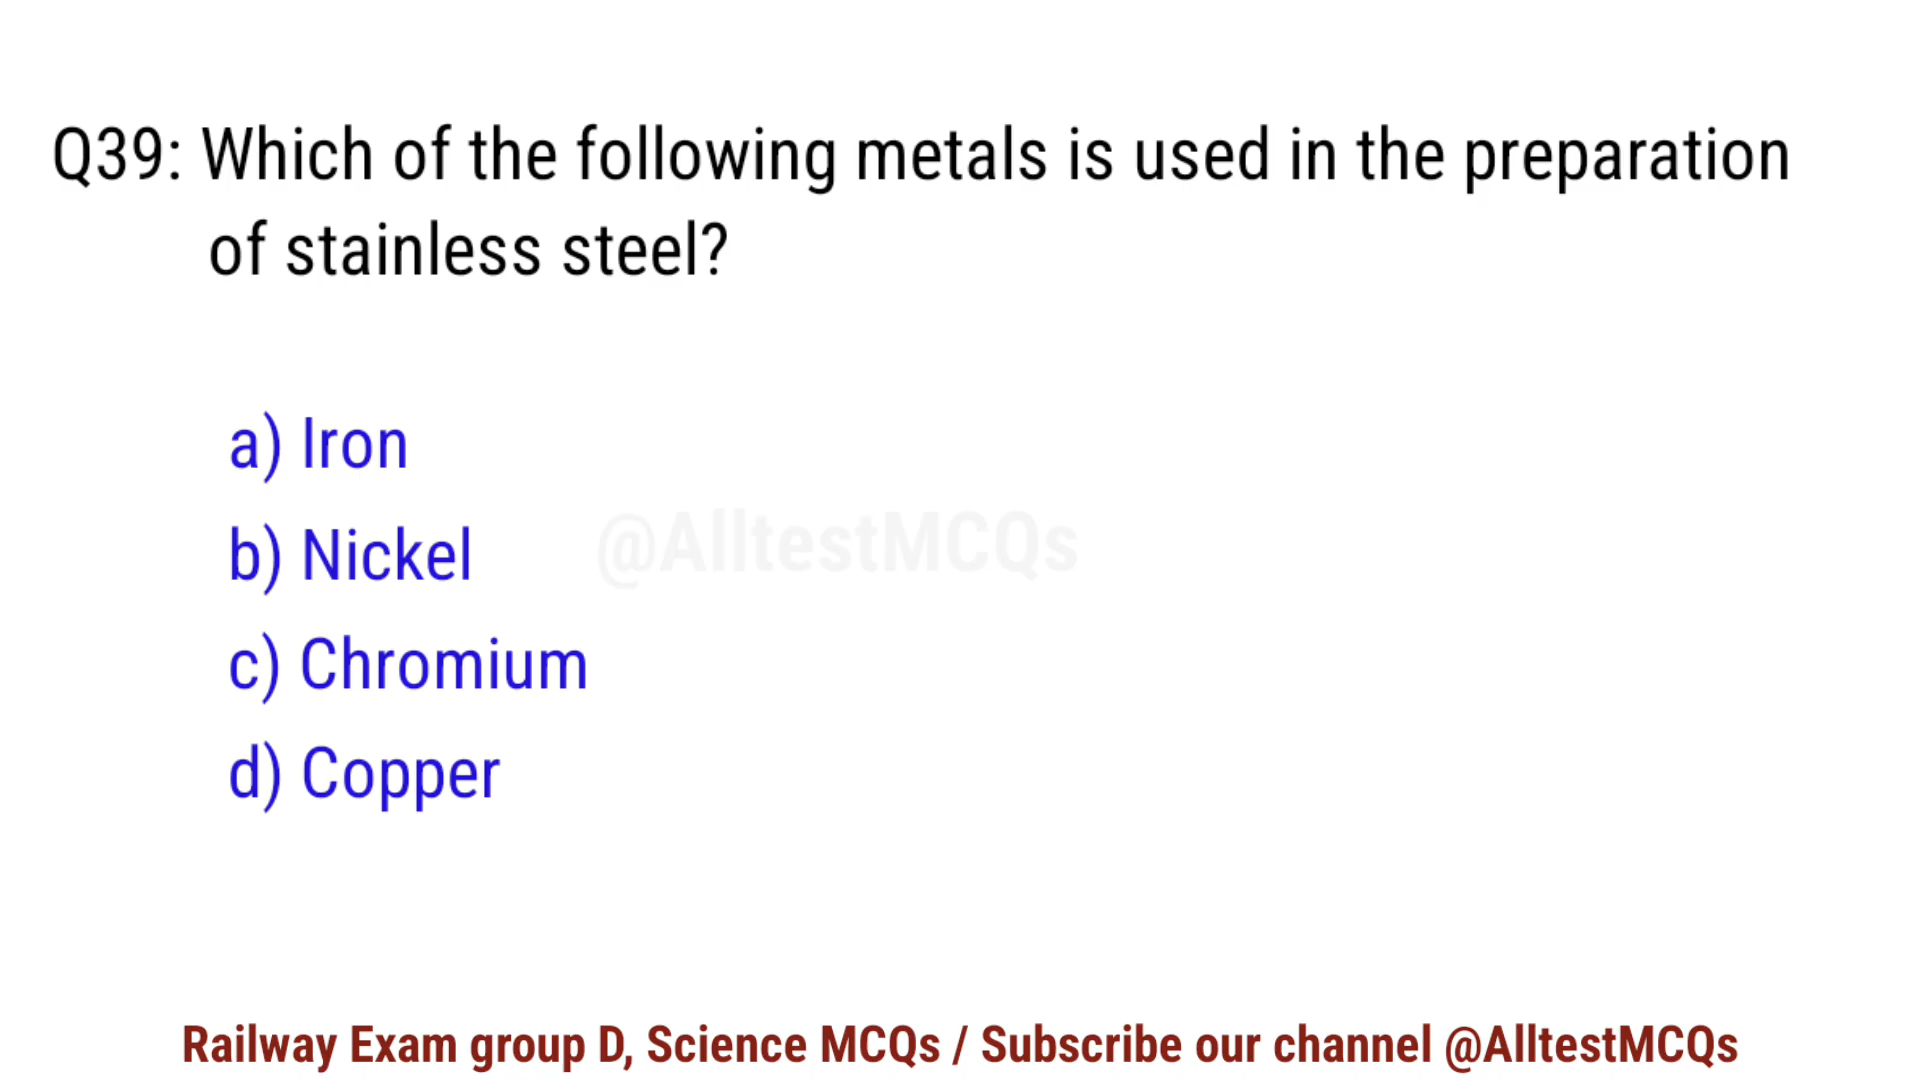 Q39: Which of the following metals is used in the preparation
of stainless steel?
a) Iron
b) Nickel
@AlltestMCQs
c) Chromium
d) Copper
Railway Exam group D, Science MCQs / Subscribe our channel @AlltestMCQs